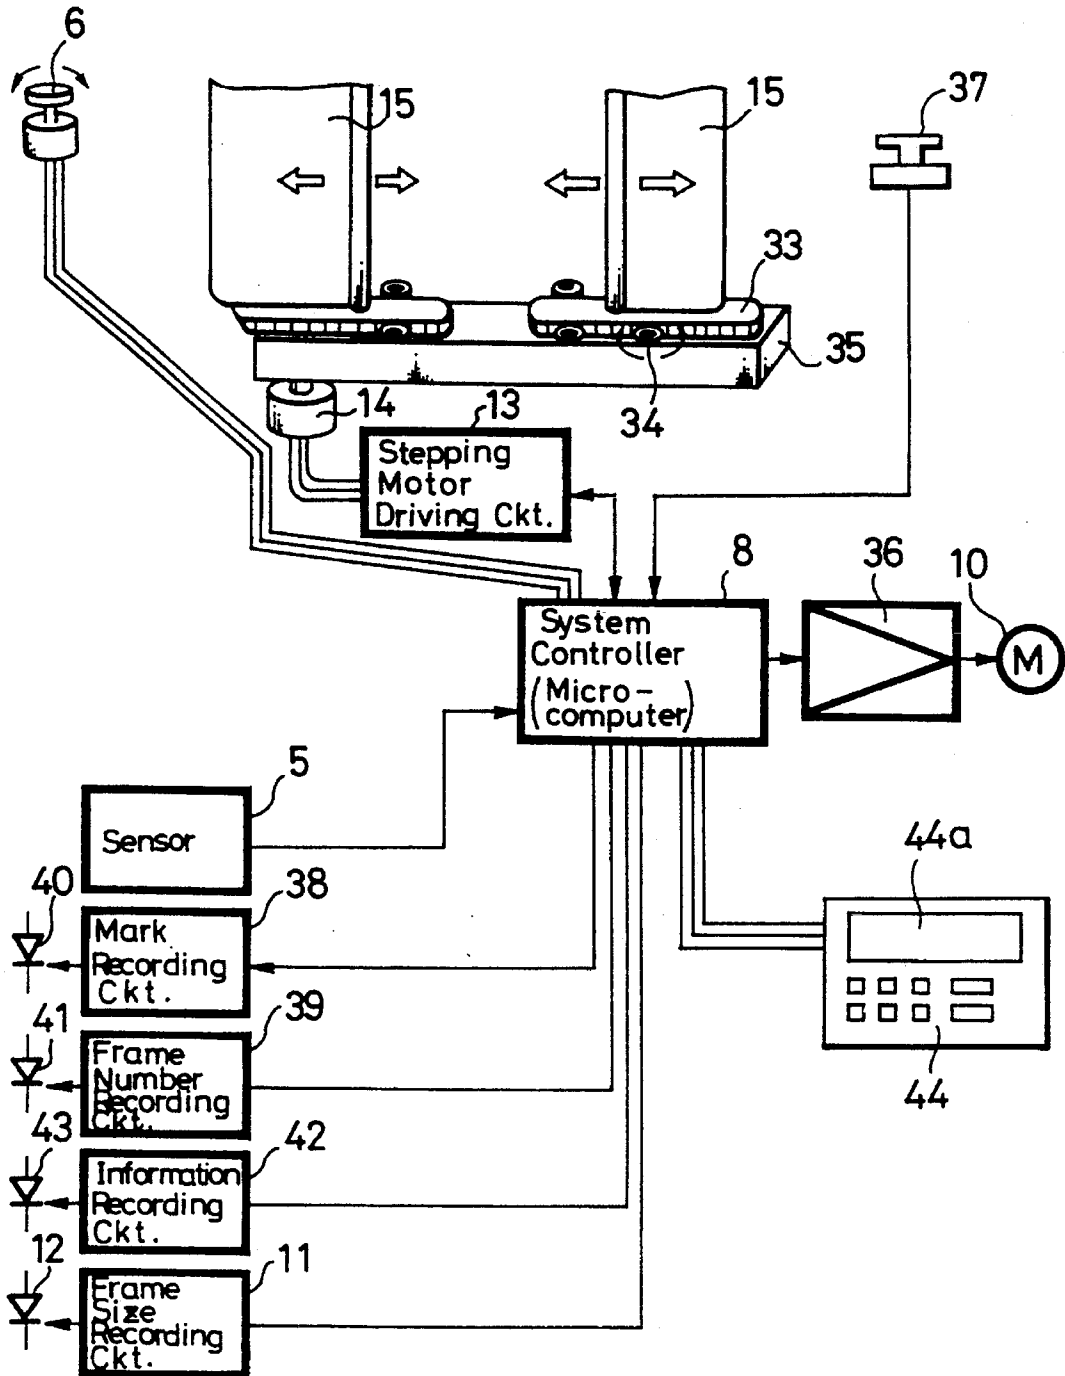 6
15
15
37
33
35
34
14
13
Stepping
Motor
Driving Ckt.
8
36
10
System
Controller
(Micro-
computer)
M
5
Sensor
44a
40
38
Mark
Recording
Ckt.
41
39
Frame
Number
Recording
Ckt.
44
43
42
Information
Recording
Ckt.
12
11
Frame
Size
Recording
Ckt.